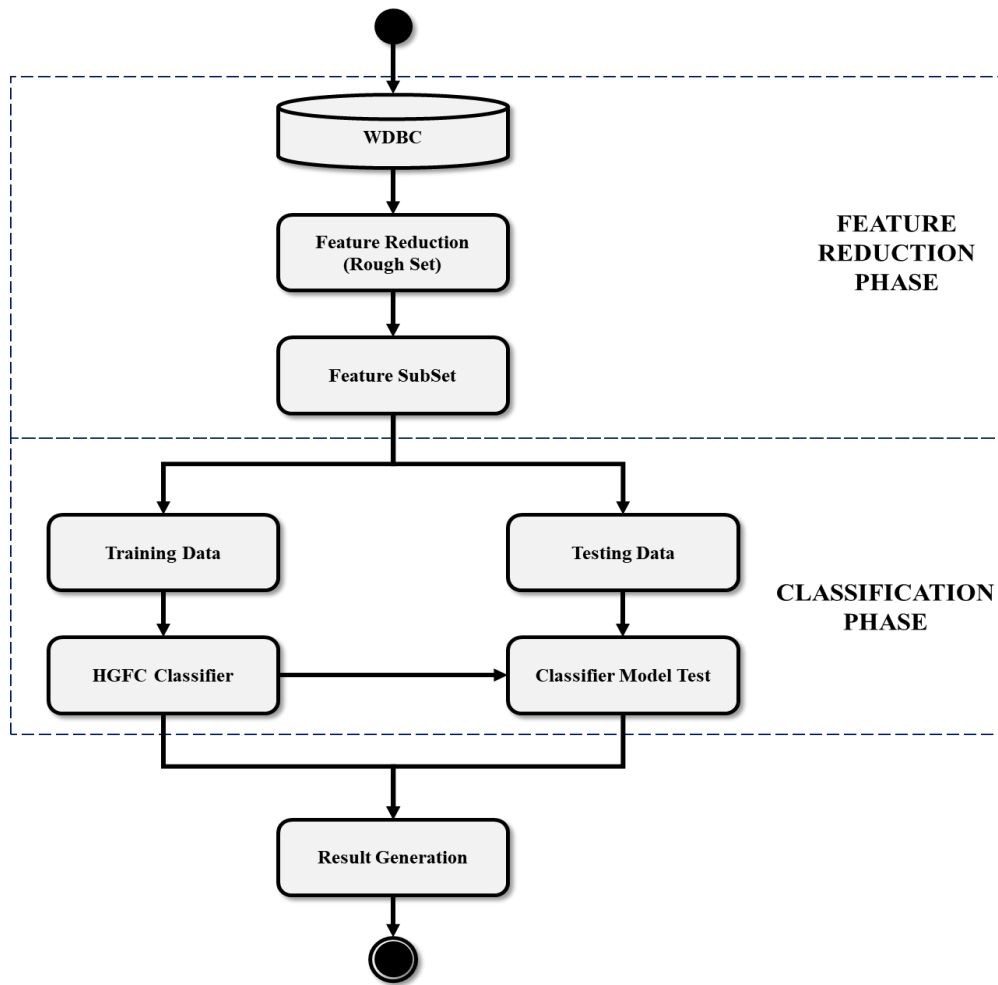 WDBC
Feature Reduction
(Rough Set)
FEATURE
REDUCTION
PHASE
Feature SubSet
Training Data
Testing Data
CLASSIFICATION
PHASE
HGFC Classifier
Classifier Model Test
Result Generation